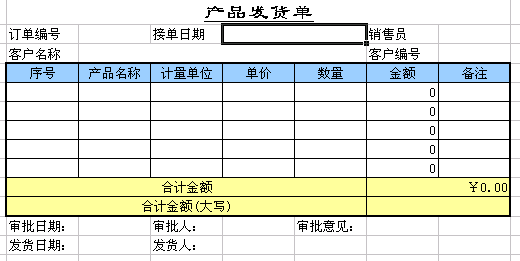 产品发货单
订单编号 接单日期 销售员
客户名称 客户编号
序号 产品名称 计量单位 单价 数量 金额 备注
0
0
0
0
0
合计金额 ￥0.00
合计金额(大写)
审批日期： 审批人： 审批意见：
发货日期： 发货人：